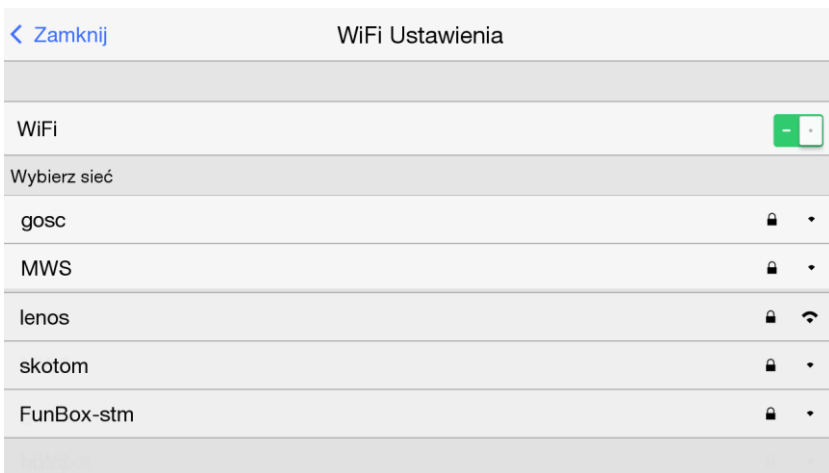 Zamknij
WiFi Ustawienia
WiFi
Wybierz sieć
gosc
MWS
lenos
skotom
FunBox-stm